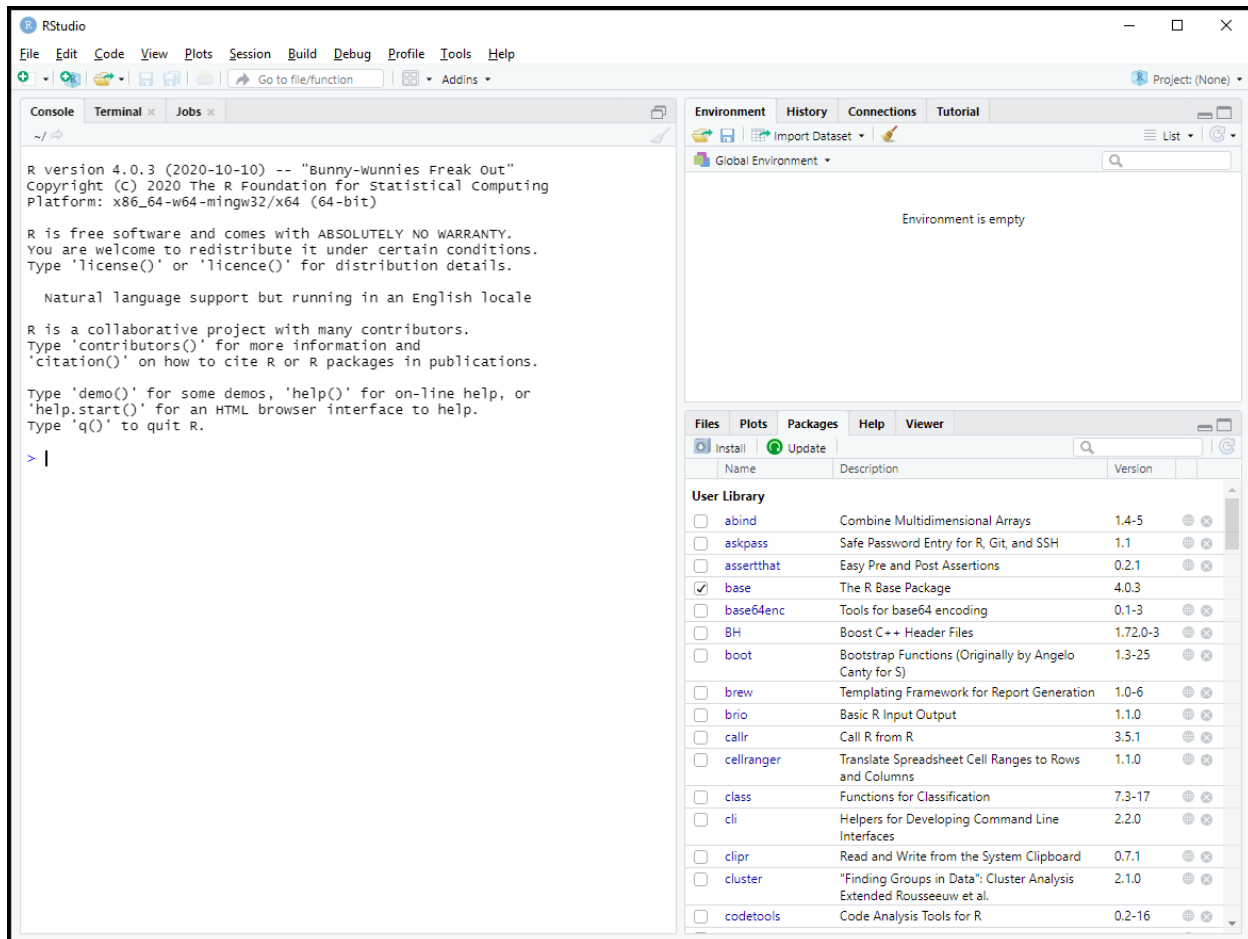 RStudio
File Edit Code View Plots Session Build Debug Profile Tools Help
Go to file/function Addins Project: (None)
Console Terminal Jobs
~/
R version 4.0.3 (2020-10-10) -- "Bunny-Wunnies Freak Out"
Copyright (C) 2020 The R Foundation for Statistical Computing
Platform: x86_64-w64-mingw32/x64 (64-bit)
R is free software and comes with ABSOLUTELY NO WARRANTY.
You are welcome to redistribute it under certain conditions.
Type 'license()' or 'licence()' for distribution details.
Natural language support but running in an English locale
R is a collaborative project with many contributors.
Type 'contributors()' for more information and
'citation()' on how to cite R or R packages in publications.
Type 'demo()' for some demos, 'help()' for on-line help, or
'help.start()' for an HTML browser interface to help.
Type 'q()' to quit R.
>
Environment History Connections Tutorial
Import Dataset List
Global Environment
Environment is empty
Files Plots Packages Help Viewer
Install Update
Name Description Version
User Library
abind Combine Multidimensional Arrays 1.4-5
askpass Safe Password Entry for R, Git, and SSH 1.1
assertthat Easy Pre and Post Assertions 0.2.1
base The R Base Package 4.0.3
base64enc Tools for base64 encoding 0.1-3
BH Boost C++ Header Files 1.72.0-3
boot Bootstrap Functions (Originally by Angelo 1.3-25
Canty for S)
brew Templating Framework for Report Generation 1.0-6
brio Basic R Input Output 1.1.0
callr Call R from R 3.5.1
cellranger Translate Spreadsheet Cell Ranges to Rows 1.1.0
and Columns
class Functions for Classification 7.3-17
cli Helpers for Developing Command Line 2.2.0
Interfaces
clipr Read and Write from the System Clipboard 0.7.1
cluster "Finding Groups in Data": Cluster Analysis 2.1.0
Extended Rousseeuw et al.
codetools Code Analysis Tools for R 0.2-16